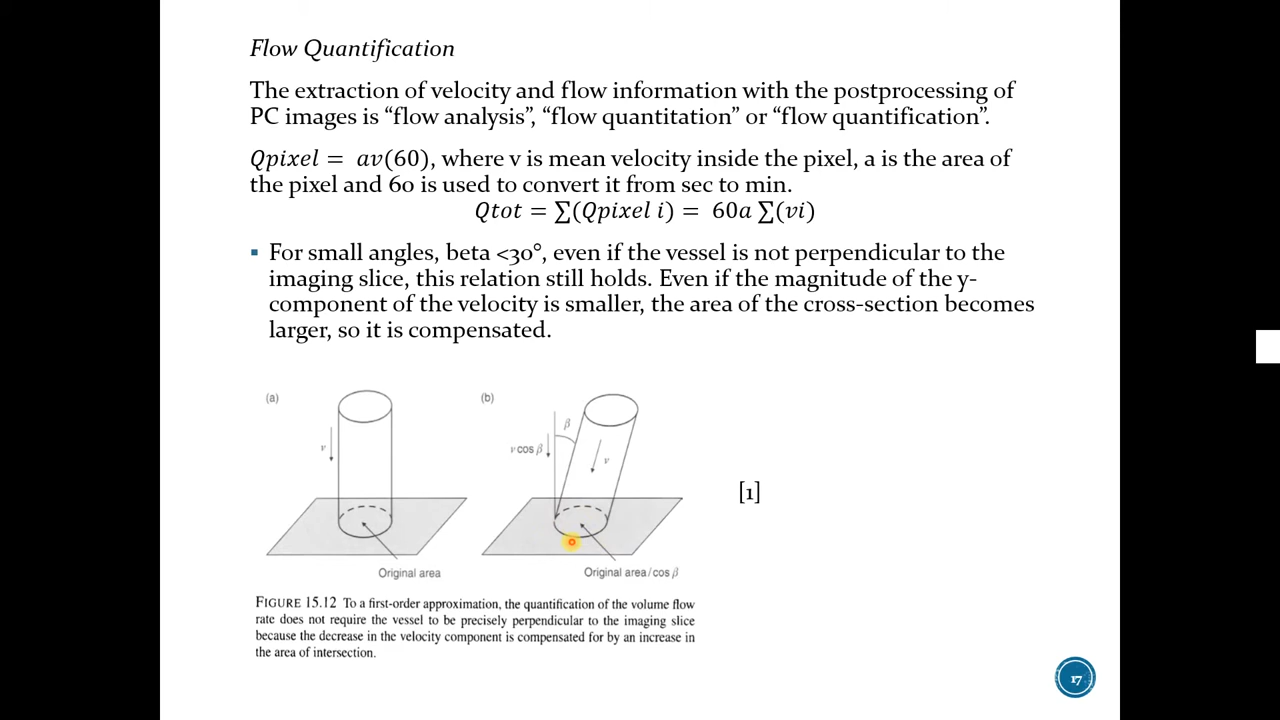 Flow Quantification
The extraction of velocity and flow information with the postprocessing of
PC images is “flow analysis”, “flow quantitation” or “flow quantification”.
Qpixel = av(60), where v is mean velocity inside the pixel, a is the area of
the pixel and 60 is used to convert it from sec to min.
Qtot = ∑(Qpixel i) = 60a ∑(vi)
▪ For small angles, beta <30°, even if the vessel is not perpendicular to the
imaging slice, this relation still holds. Even if the magnitude of the y-
component of the velocity is smaller, the area of the cross-section becomes
larger, so it is compensated.
(a)
v
Original area
(b)
β
v cos β
v
Original area/cos β
[1]
FIGURE 15.12 To a first-order approximation, the quantification of the volume flow
rate does not require the vessel to be precisely perpendicular to the imaging slice
because the decrease in the velocity component is compensated for by an increase in
the area of intersection.
17